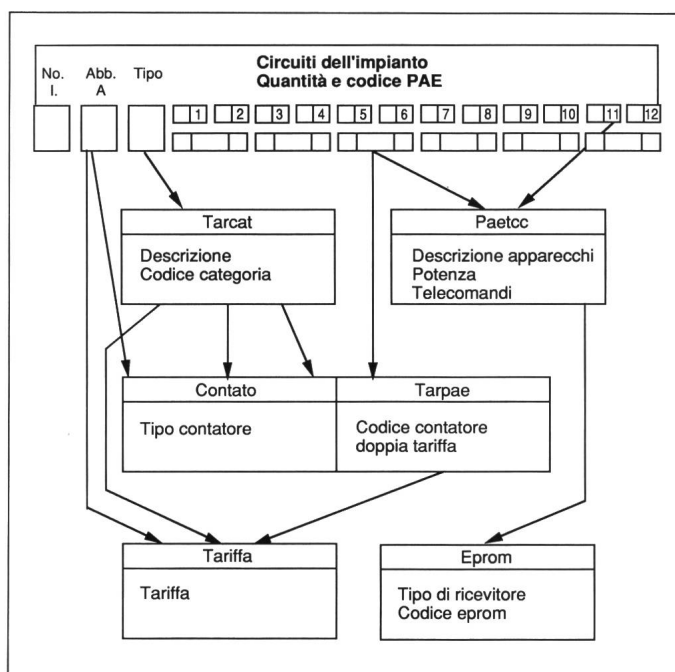 Circuiti dell'impianto
Quantità e codice PAE
No. I.
Abb. A
Tipo
1 2 3 4 5 6 7 8 9 10 11 12
Tarcat
Descrizione
Codice categoria
Paetcc
Descrizione apparecchi
Potenza
Telecomandi
Contato
Tipo contatore
Tarpae
Codice contatore
doppia tariffa
Tariffa
Tariffa
Eprom
Tipo di ricevitore
Codice eprom